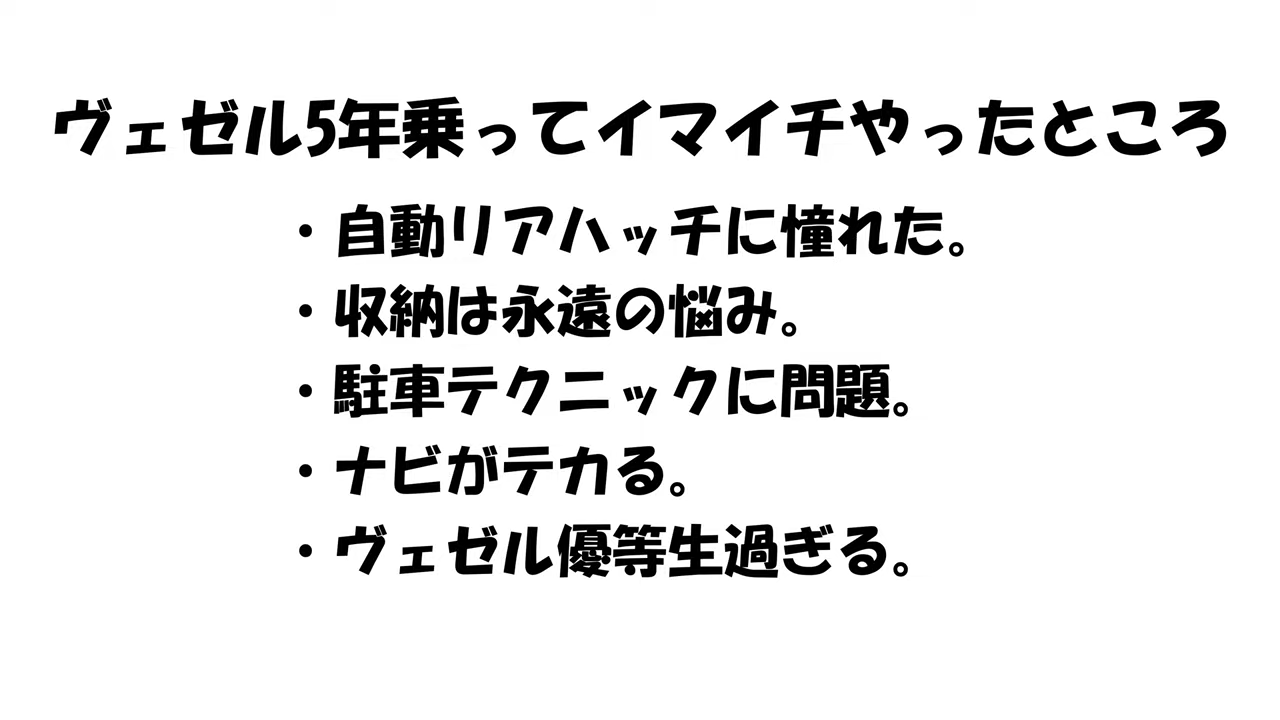 ヴェゼル5年乗ってイマイチやったところ
・自動リアハッチに憧れた。
・収納は永遠の悩み。
・駐車テクニックに問題。
・ナビがテカる。
・ヴェゼル優等生過ぎる。